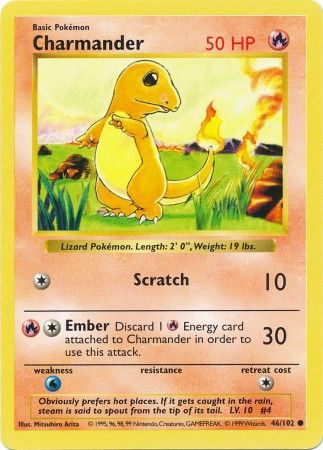 Basic Pokémon
Charmander 50 HP
Lizard Pokémon. Length: 2' 0", Weight: 19 lbs.
Scratch 10
Ember Discard 1 Energy card
attached to Charmander in order to
use this attack. 30
weakness resistance retreat cost
Obviously prefers hot places. If it gets caught in the rain,
steam is said to spout from the tip of its tail. LV. 10 #4
Illus. Mitsuhiro Arita © 1995, 96, 98, 99 Nintendo, Creatures, GAMEFREAK. © 1999 Wizards. 46/102